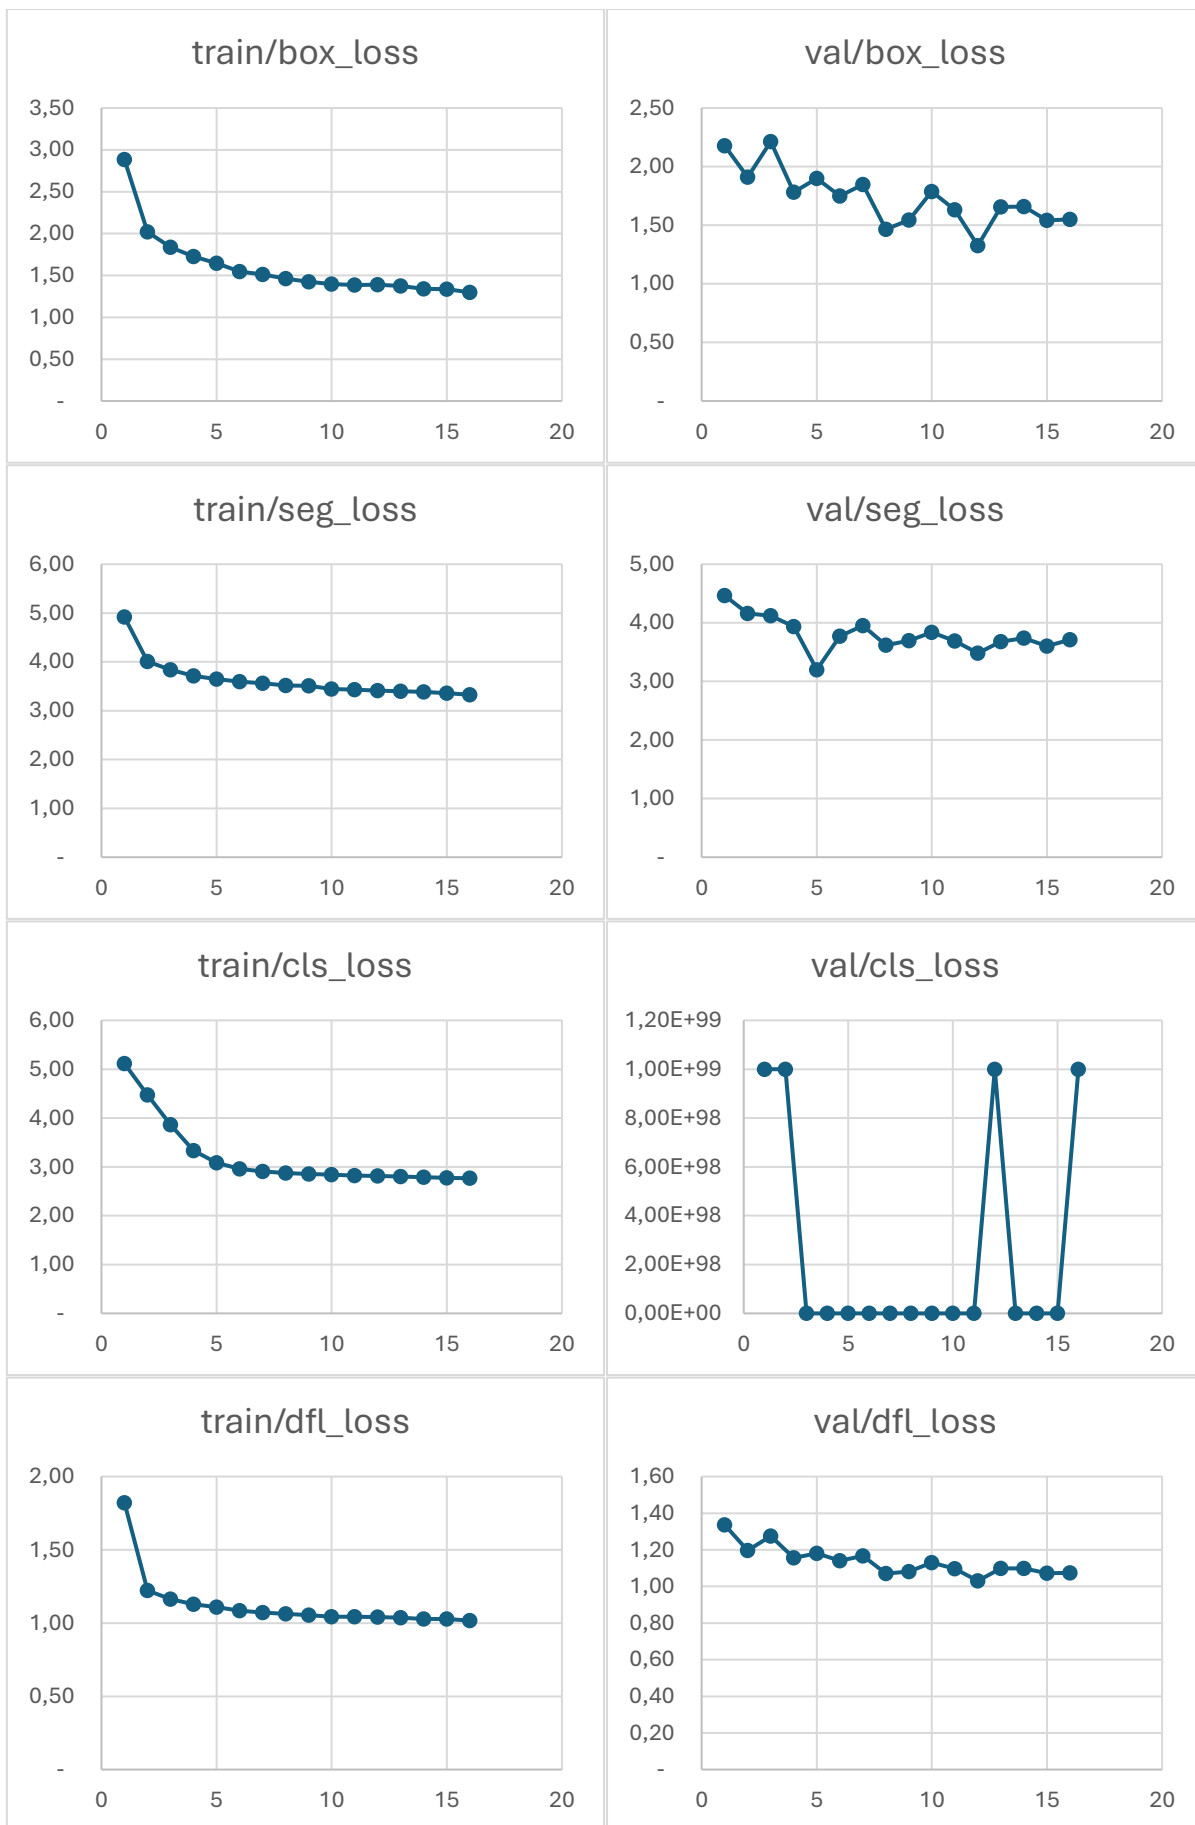 train/box_loss
3,50
3,00
2,50
2,00
1,50
1,00
0,50
-
0 5 10 15 20
val/box_loss
2,50
2,00
1,50
1,00
0,50
-
0 5 10 15 20
train/seg_loss
6,00
5,00
4,00
3,00
2,00
1,00
-
0 5 10 15 20
val/seg_loss
5,00
4,00
3,00
2,00
1,00
-
0 5 10 15 20
train/cls_loss
6,00
5,00
4,00
3,00
2,00
1,00
-
0 5 10 15 20
val/cls_loss
1,20E+99
1,00E+99
8,00E+98
6,00E+98
4,00E+98
2,00E+98
0,00E+00
0 5 10 15 20
train/dfl_loss
2,00
1,50
1,00
0,50
-
0 5 10 15 20
val/dfl_loss
1,60
1,40
1,20
1,00
0,80
0,60
0,40
0,20
-
0 5 10 15 20